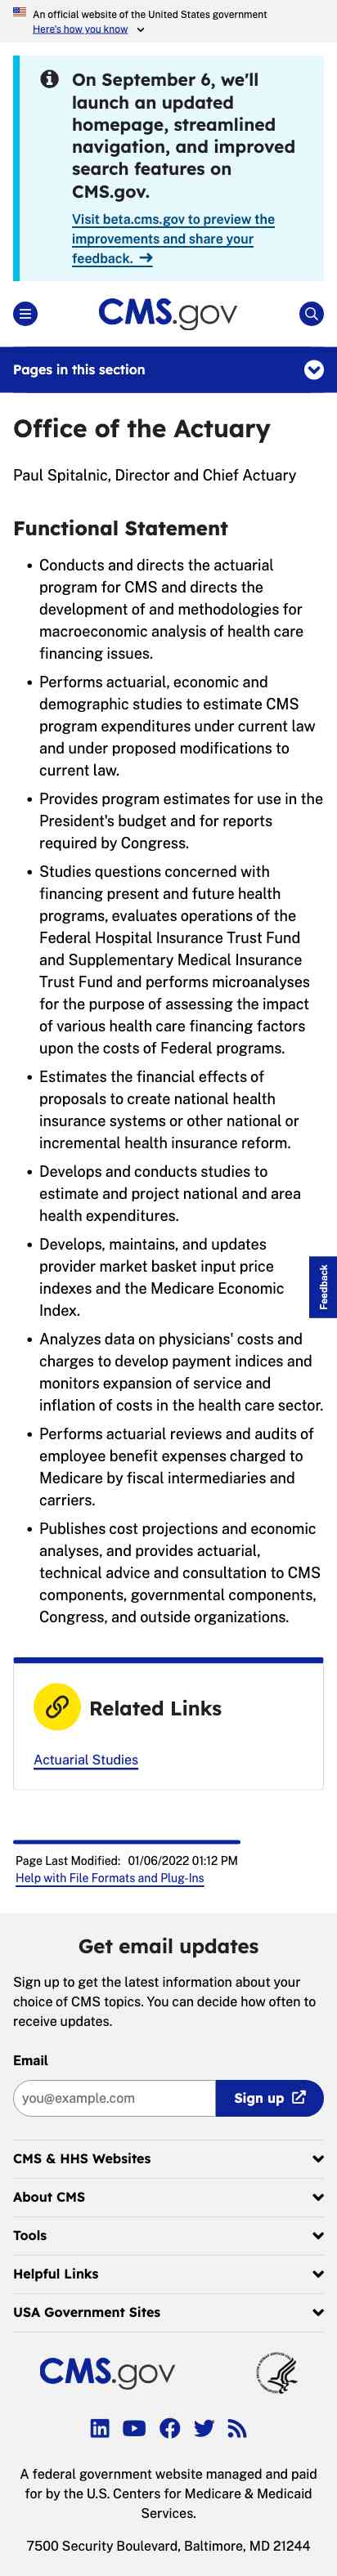 An official website of the United States government
Here's how you know
On September 6, we'll
launch an updated
homepage, streamlined
navigation, and improved
search features on
CMS.gov.
Visit beta.cms.gov to preview the
improvements and share your
feedback.
CMS.gov
Pages in this section
Office of the Actuary
Paul Spitalnic, Director and Chief Actuary
Functional Statement
• Conducts and directs the actuarial
program for CMS and directs the
development of and methodologies for
macroeconomic analysis of health care
financing issues.
• Performs actuarial, economic and
demographic studies to estimate CMS
program expenditures under current law
and under proposed modifications to
current law.
• Provides program estimates for use in the
President's budget and for reports
required by Congress.
• Studies questions concerned with
financing present and future health
programs, evaluates operations of the
Federal Hospital Insurance Trust Fund
and Supplementary Medical Insurance
Trust Fund and performs microanalyses
for the purpose of assessing the impact
of various health care financing factors
upon the costs of Federal programs.
• Estimates the financial effects of
proposals to create national health
insurance systems or other national or
incremental health insurance reform.
• Develops and conducts studies to
estimate and project national and area
health expenditures.
• Develops, maintains, and updates
provider market basket input price
indexes and the Medicare Economic
Index.
Feedback
• Analyzes data on physicians' costs and
charges to develop payment indices and
monitors expansion of service and
inflation of costs in the health care sector.
• Performs actuarial reviews and audits of
employee benefit expenses charged to
Medicare by fiscal intermediaries and
carriers.
• Publishes cost projections and economic
analyses, and provides actuarial,
technical advice and consultation to CMS
components, governmental components,
Congress, and outside organizations.
Related Links
Actuarial Studies
Page Last Modified: 01/06/2022 01:12 PM
Help with File Formats and Plug-Ins
Get email updates
Sign up to get the latest information about your
choice of CMS topics. You can decide how often to
receive updates.
Email
you@example.com
Sign up
CMS & HHS Websites
About CMS
Tools
Helpful Links
USA Government Sites
CMS.gov
A federal government website managed and paid
for by the U.S. Centers for Medicare & Medicaid
Services.
7500 Security Boulevard, Baltimore, MD 21244